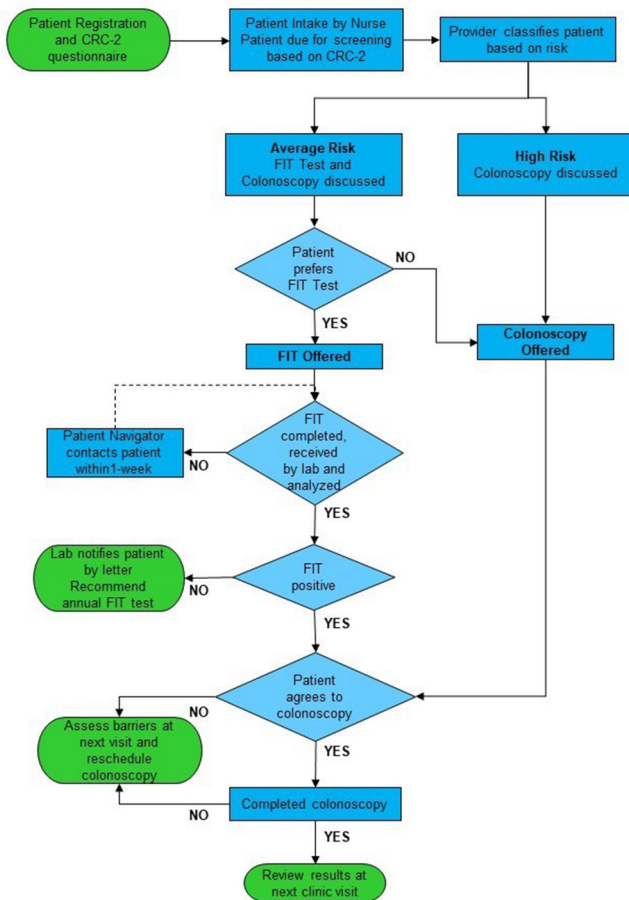 Patient Registration
and CRC-2
questionnaire
Patient Intake by Nurse
Patient due for screening
based on CRC-2
Provider classifies patient
based on risk
Average Risk
FIT Test and
Colonoscopy discussed
High Risk
Colonoscopy discussed
Patient
prefers
FIT Test
NO
YES
FIT Offered
Colonoscopy
Offered
Patient Navigator
contacts patient
within1-week
NO
FIT
completed,
received
by lab and
analyzed
YES
Lab notifies patient
by letter
Recommend
annual FIT test
NO
FIT
positive
YES
Patient
agrees to
colonoscopy
NO
Assess barriers at
next visit and
reschedule
colonoscopy
YES
NO
Completed colonoscopy
YES
Review results at
next clinic visit